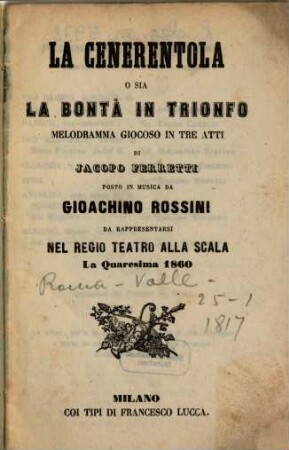 LA CENERENTOLA
O SIA
LA BONTÀ IN TRIONFO
MELODRAMMA GIOCOSO IN TRE ATTI
DI
JACOPO FERRETTI
POSTO IN MUSICA DA
GIOACHINO ROSSINI
DA RAPPRESENTARSI
NEL REGIO TEATRO ALLA SCALA
La Quaresima 1860
Roma - Valle -
25-1
1817
MILANO
COI TIPI DI FRANCESCO LUCCA.